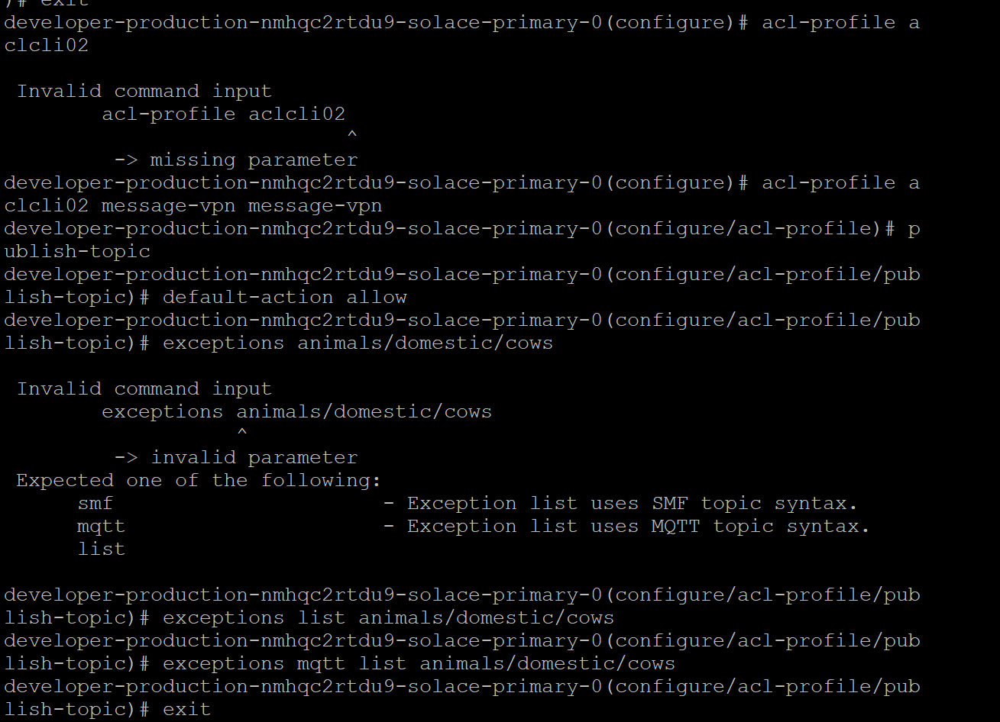 )# exit
developer-production-nmhqc2rtdu9-solace-primary-0(configure)# acl-profile a
clcli02
Invalid command input
acl-profile aclcli02
^
-> missing parameter
developer-production-nmhqc2rtdu9-solace-primary-0(configure)# acl-profile a
clcli02 message-vpn message-vpn
developer-production-nmhqc2rtdu9-solace-primary-0(configure/acl-profile)# p
ublish-topic
developer-production-nmhqc2rtdu9-solace-primary-0(configure/acl-profile/pub
lish-topic)# default-action allow
developer-production-nmhqc2rtdu9-solace-primary-0(configure/acl-profile/pub
lish-topic)# exceptions animals/domestic/cows
Invalid command input
exceptions animals/domestic/cows
^
-> invalid parameter
Expected one of the following:
smf - Exception list uses SMF topic syntax.
mqtt - Exception list uses MQTT topic syntax.
list
developer-production-nmhqc2rtdu9-solace-primary-0(configure/acl-profile/pub
lish-topic)# exceptions list animals/domestic/cows
developer-production-nmhqc2rtdu9-solace-primary-0(configure/acl-profile/pub
lish-topic)# exceptions mqtt list animals/domestic/cows
developer-production-nmhqc2rtdu9-solace-primary-0(configure/acl-profile/pub
lish-topic)# exit